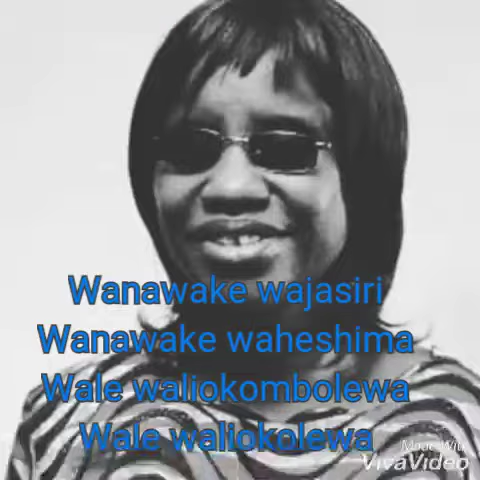 Wanawake wajasiri
Wanawake waheshima
Wale waliokombolewa
Wale waliokolewa
Made With
VivaVideo